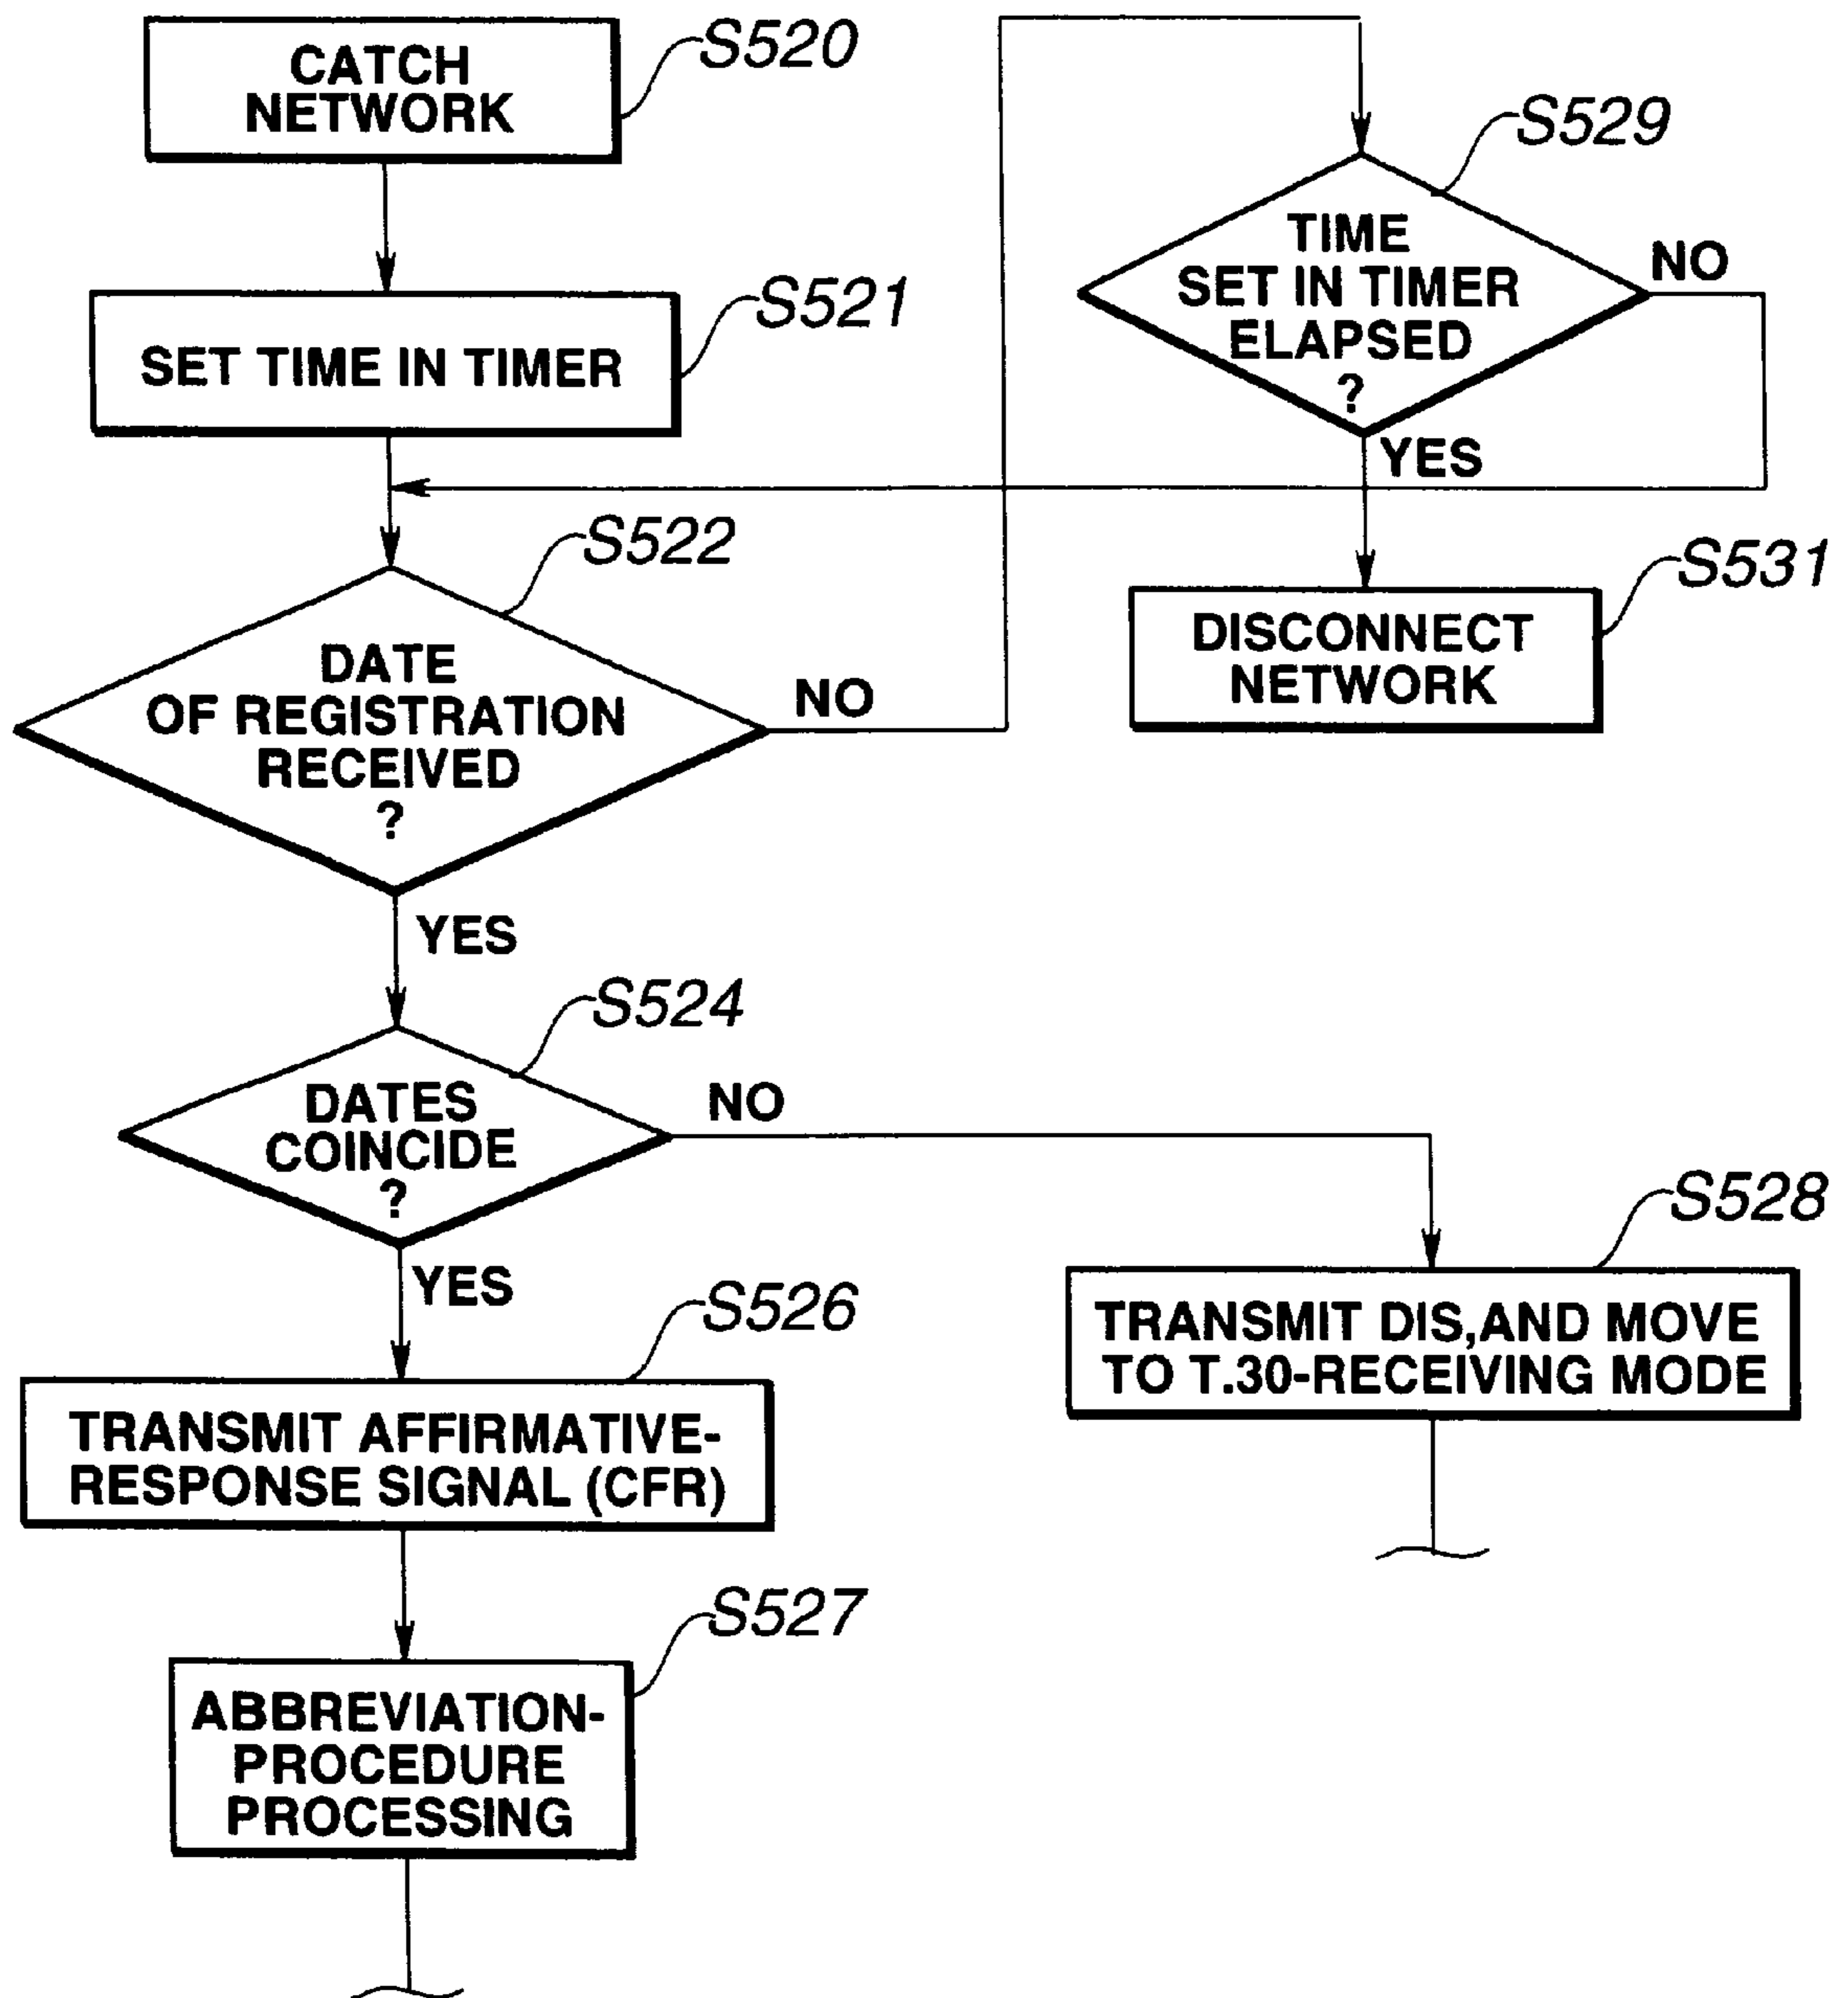 CATCH
NETWORK
S520
SET TIME IN TIMER
S521
DATE
OF REGISTRATION
RECEIVED
?
S522
NO
YES
TIME
SET IN TIMER
ELAPSED
?
S529
NO
YES
DISCONNECT
NETWORK
S531
DATES
COINCIDE
?
S524
NO
YES
TRANSMIT DIS,AND MOVE
TO T.30-RECEIVING MODE
S528
TRANSMIT AFFIRMATIVE-
RESPONSE SIGNAL (CFR)
S526
ABBREVIATION-
PROCEDURE
PROCESSING
S527